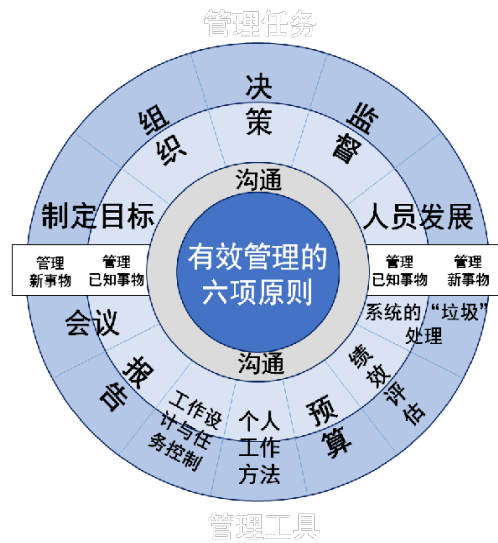 管理任务
决策
组织
监督
制定目标
人员发展
沟通
有效管理的
六项原则
沟通
管理
新事物
管理
已知事物
管理
已知事物
管理
新事物
会议
报告
工作设
计与任
务控制
个人
工作
方法
预算
绩效
评估
系统的“垃圾”
处理
管理工具